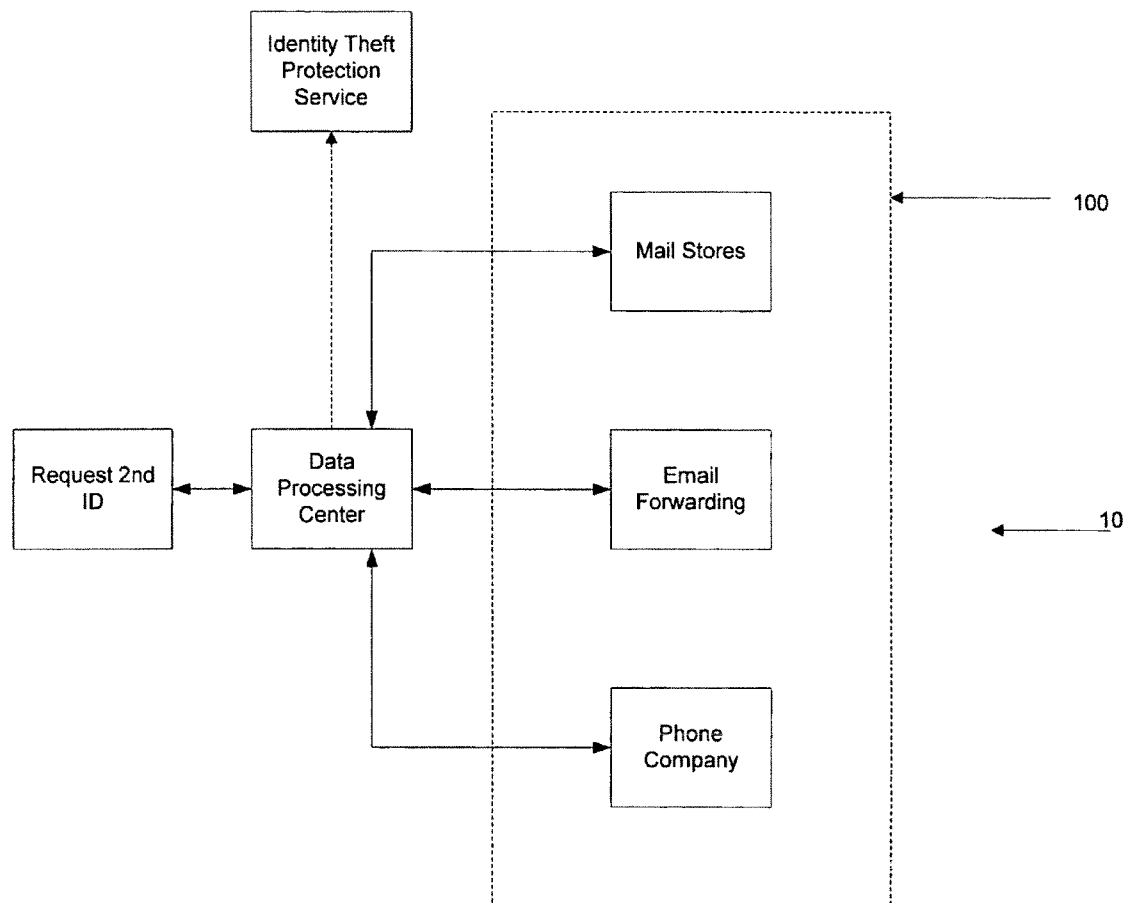 Identity Theft
Protection
Service
100
Mail Stores
Request 2nd
ID
Data
Processing
Center
Email
Forwarding
10
Phone
Company